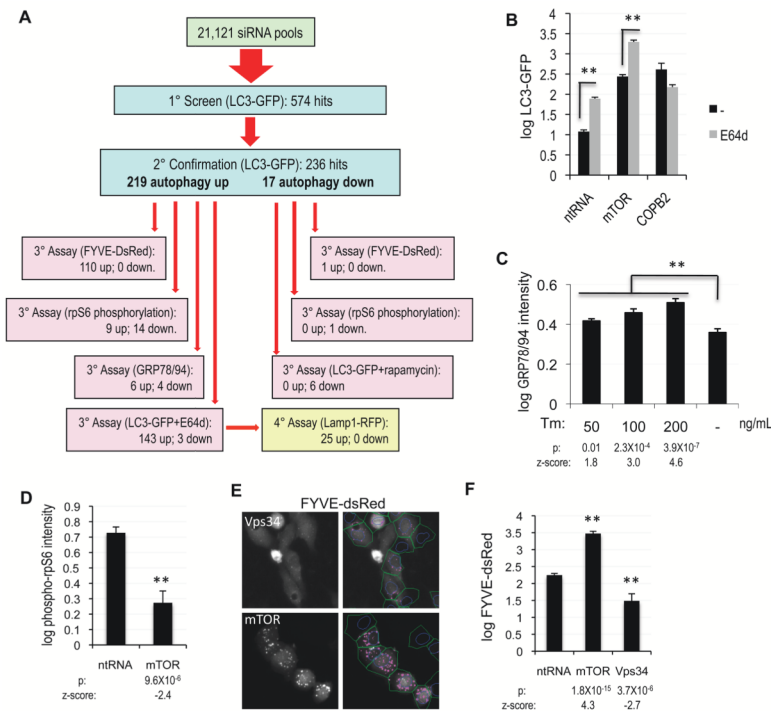 A
21,121 siRNA pools
1° Screen (LC3-GFP): 574 hits
2° Confirmation (LC3-GFP): 236 hits
219 autophagy up 17 autophagy down
3° Assay (FYVE-DsRed):
110 up; 0 down.
3° Assay (FYVE-DsRed):
1 up; 0 down.
3° Assay (rpS6 phosphorylation):
9 up; 14 down.
3° Assay (rpS6 phosphorylation):
0 up; 1 down.
3° Assay (GRP78/94):
6 up; 4 down
3° Assay (LC3-GFP+rapamycin):
0 up; 6 down
3° Assay (LC3-GFP+E64d):
143 up; 3 down
4° Assay (Lamp1-RFP)
25 up; 0 down
B
log LC3-GFP
4
3.5
3
2.5
2
1.5
1
0.5
0
**
**
-
E64d
ntRNA
mTOR
COPB2
C
log GRP78/94 intensity
0.6
0.4
0.2
0
**
Tm: 50 100 200 - ng/mL
p: 0.01 2.3X10-4 3.9X10-7
z-score: 1.8 3.0 4.6
D
log phospho-rpS6 intensity
0.9
0.8
0.7
0.6
0.5
0.4
0.3
0.2
0.1
0
**
ntRNA mTOR
p: 9.6X10-6
z-score: -2.4
E
FYVE-dsRed
Vps34
mTOR
F
log FYVE-dsRed
4
3.5
3
2.5
2
1.5
1
0.5
0
**
**
ntRNA mTOR Vps34
p: 1.8X10-15 3.7X10-6
z-score: 4.3 -2.7